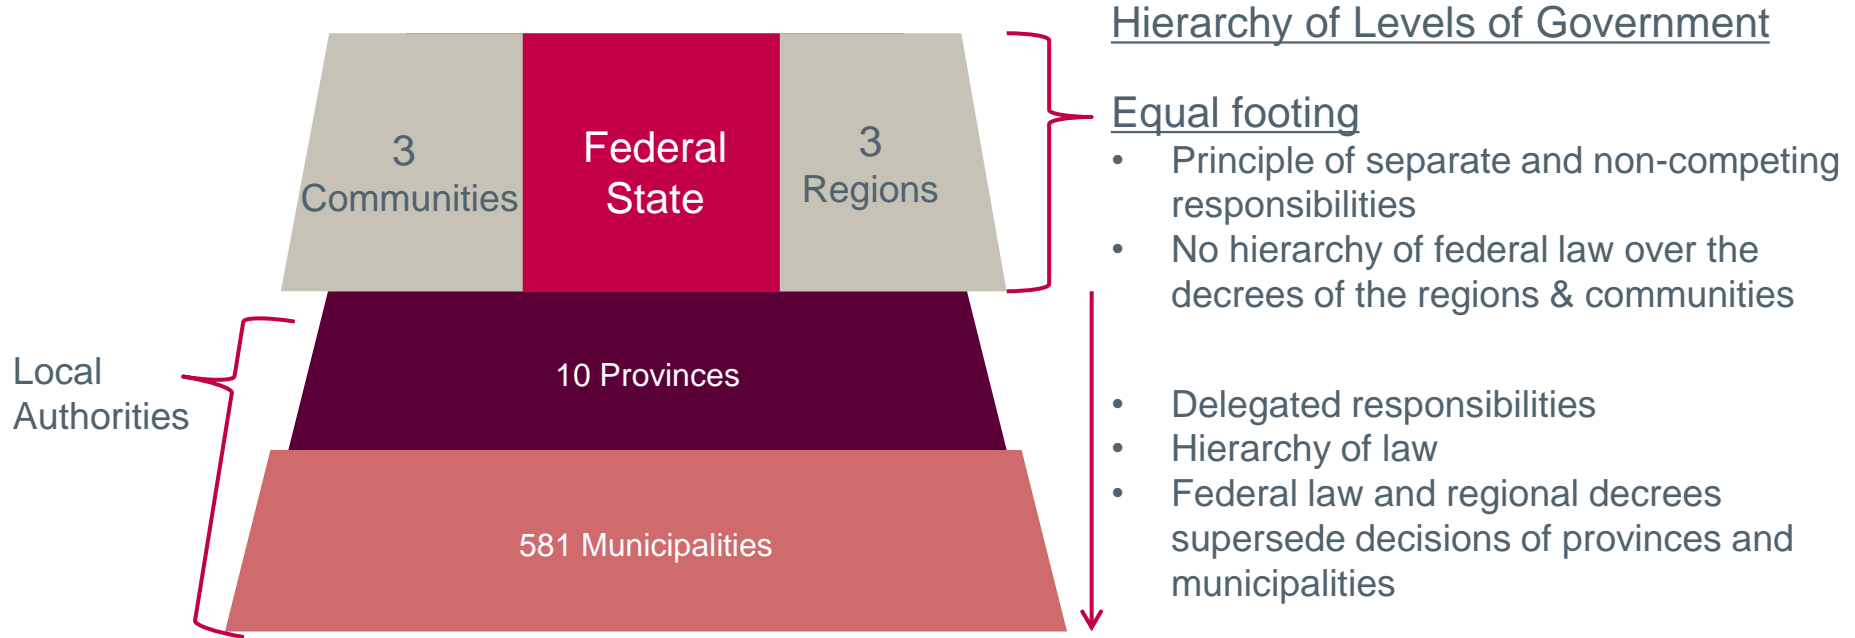 Hierarchy of Levels of Government
3
Communities
Federal
State
3
Regions
Equal footing
• Principle of separate and non-competing
responsibilities
• No hierarchy of federal law over the
decrees of the regions & communities
Local
Authorities
10 Provinces
581 Municipalities
• Delegated responsibilities
• Hierarchy of law
• Federal law and regional decrees
supersede decisions of provinces and
municipalities